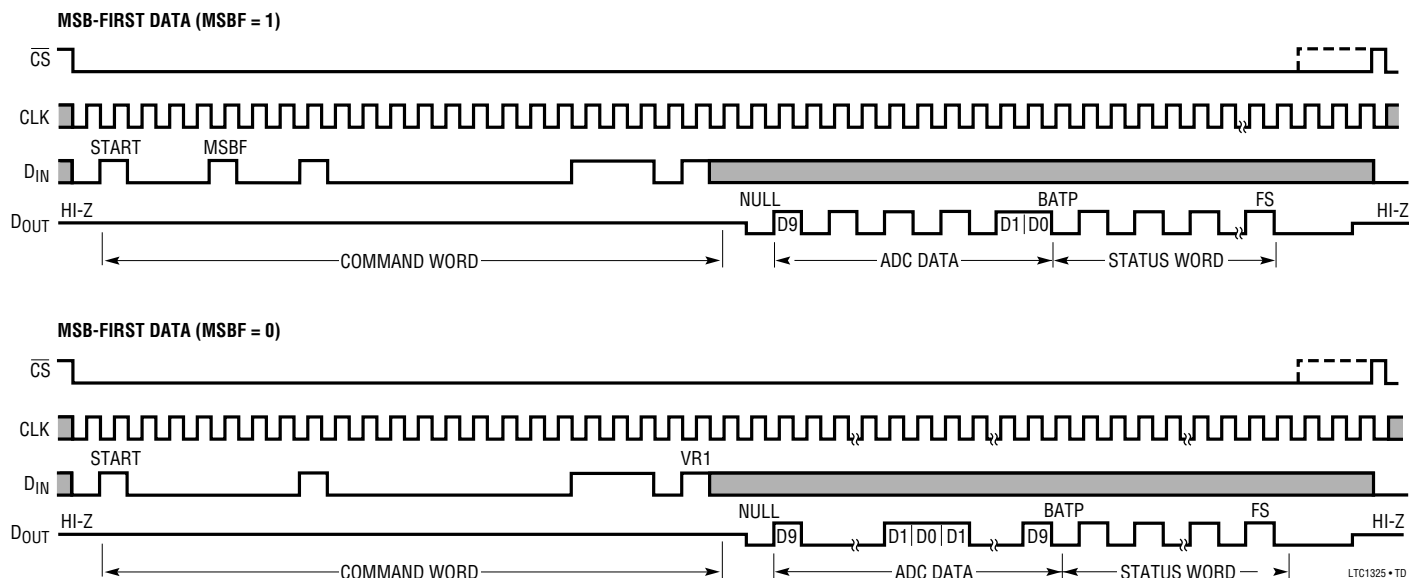 MSB-FIRST DATA (MSBF = 1)
CS
CLK
START MSBF
DIN
NULL BATP FS
DOUT HI-Z D9 D1 D0 HI-Z
COMMAND WORD ADC DATA STATUS WORD
MSB-FIRST DATA (MSBF = 0)
CS
CLK
START VR1
DIN
NULL BATP FS
DOUT HI-Z D9 D1 D0 D1 D9 HI-Z
COMMAND WORD ADC DATA STATUS WORD
LTC1325 • TD